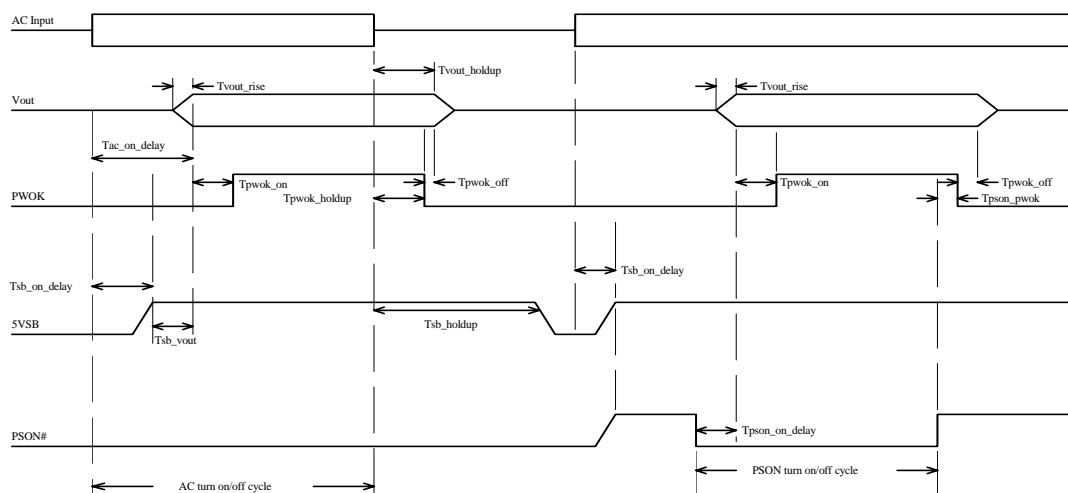 AC Input
Tvout_holdup
Tvout_rise
Tvout_rise
Vout
Tac_on_delay
Tpwok_on
Tpwok_off
Tpwok_on
Tpwok_off
Tpwok_holdup
PWOK
Tpson_pwok
Tsb_on_delay
Tsb_on_delay
5VSB
Tsb_vout
Tsb_holdup
PSON#
Tpson_on_delay
AC turn on/off cycle
PSON turn on/off cycle